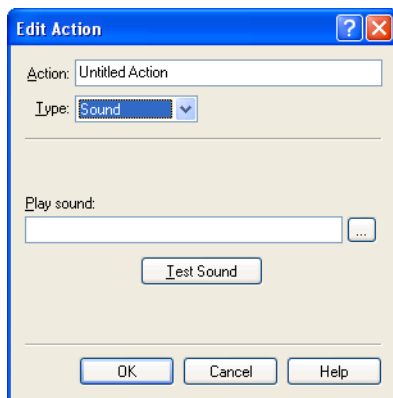 Edit Action
Action: Untitled Action
Type: Sound
Play sound:
...
Test Sound
OK Cancel Help